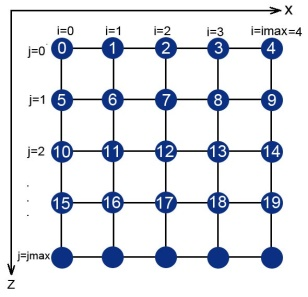 X
i=0 i=1 i=2 i=3 i=imax=4
j=0 0 1 2 3 4
j=1 5 6 7 8 9
j=2 10 11 12 13 14
.
.
.
15 16 17 18 19
j=jmax
Z